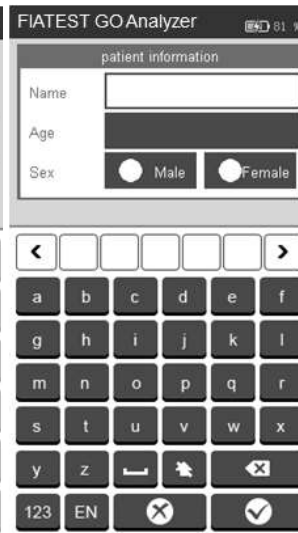 FIATEST GO Analyzer 81 %
patient information
Name
Age
Sex Male Female
a b c d e f
g h i j k l
m n o p q r
s t u v w x
y z
123 EN